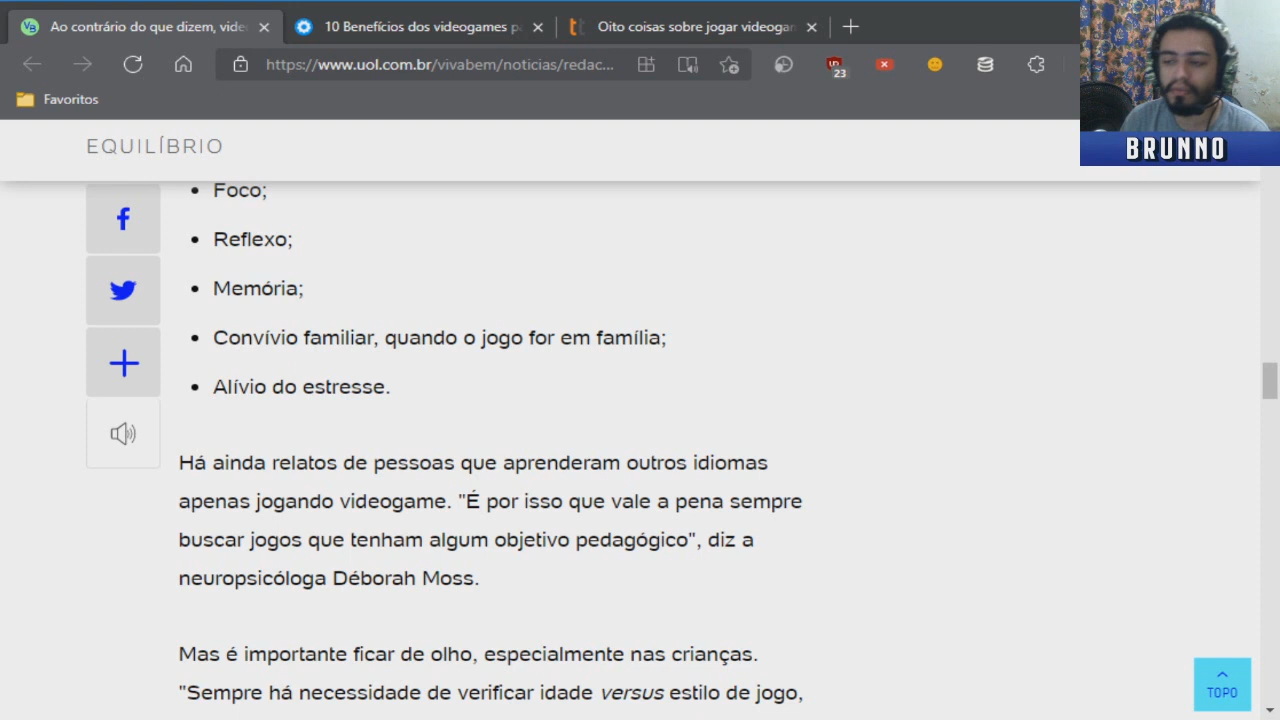 Ao contrário do que dizem, vide
10 Benefícios dos videogames pa
Oito coisas sobre jogar videogam
https://www.uol.com.br/vivabem/noticias/redac...
23
Favoritos
BRUNNO
EQUILÍBRIO
Foco;
Reflexo;
Memória;
Convívio familiar, quando o jogo for em família;
Alívio do estresse.
Há ainda relatos de pessoas que aprenderam outros idiomas
apenas jogando videogame. "É por isso que vale a pena sempre
buscar jogos que tenham algum objetivo pedagógico", diz a
neuropsicóloga Déborah Moss.
Mas é importante ficar de olho, especialmente nas crianças.
"Sempre há necessidade de verificar idade versus estilo de jogo,
TOPO